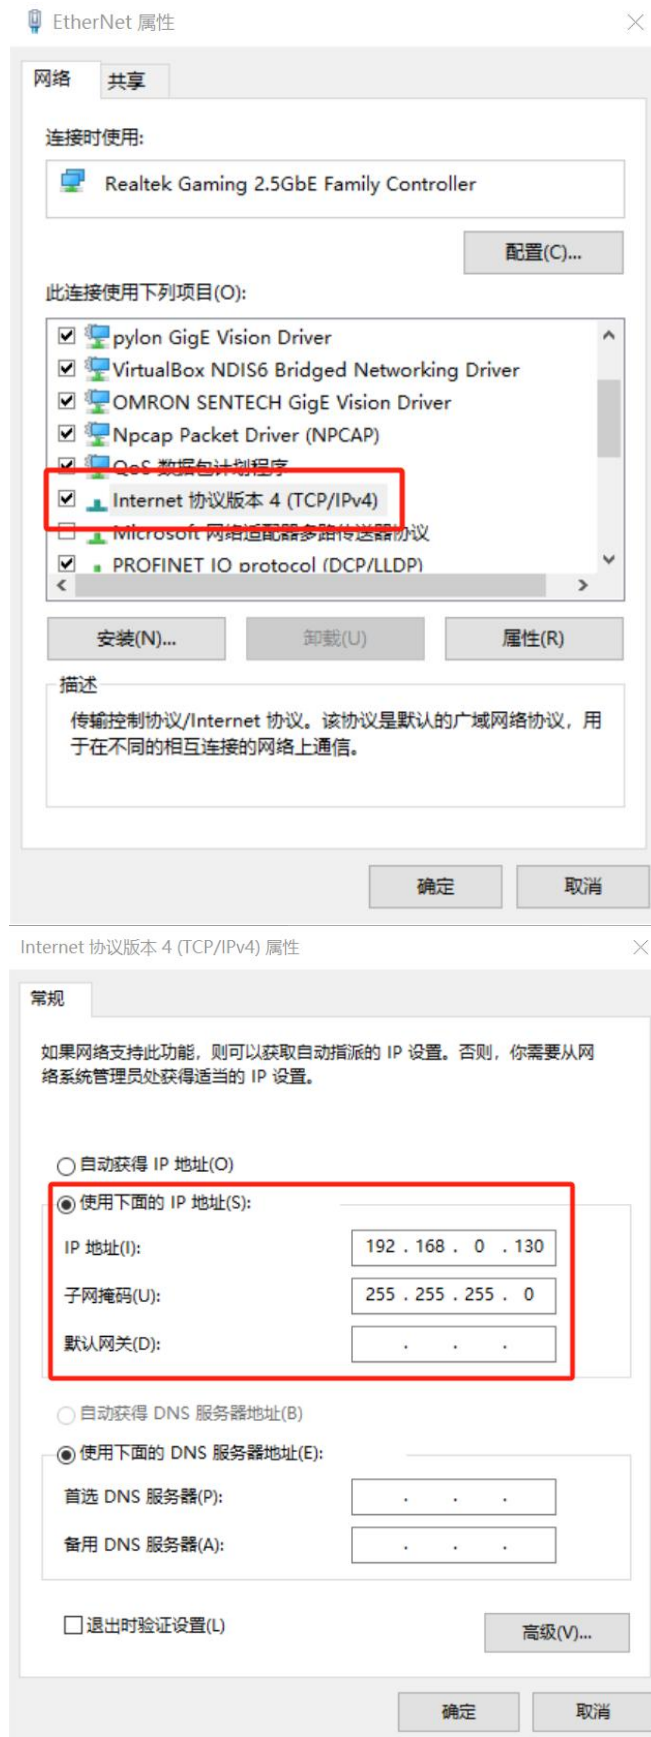 EtherNet 属性
网络
共享
连接时使用:
Realtek Gaming 2.5GbE Family Controller
配置(C)...
此连接使用下列项目(O):
pylon GigE Vision Driver
VirtualBox NDIS6 Bridged Networking Driver
OMRON SENTECH GigE Vision Driver
Npcap Packet Driver (NPCAP)
QoS 数据包计划程序
Internet 协议版本 4 (TCP/IPv4)
Microsoft 网络适配器多路传送器协议
PROFINET IO protocol (DCP/LLDP)
安装(N)...
卸载(U)
属性(R)
描述
传输控制协议/Internet 协议。该协议是默认的广域网络协议，用
于在不同的相互连接的网络上通信。
确定
取消
Internet 协议版本 4 (TCP/IPv4) 属性
常规
如果网络支持此功能，则可以获取自动指派的 IP 设置。否则，你需要从网
络系统管理员处获得适当的 IP 设置。
自动获得 IP 地址(O)
使用下面的 IP 地址(S):
IP 地址(I):
192 . 168 . 0 . 130
子网掩码(U):
255 . 255 . 255 . 0
默认网关(D):
. . .
自动获得 DNS 服务器地址(B)
使用下面的 DNS 服务器地址(E):
首选 DNS 服务器(P):
. . .
备用 DNS 服务器(A):
. . .
退出时验证设置(L)
高级(V)...
确定
取消